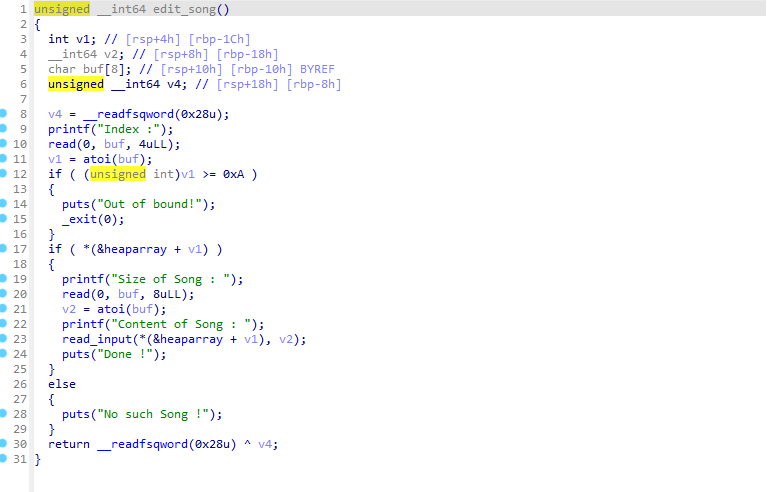 1 unsigned __int64 edit_song()
2 {
3 int v1; // [rsp+4h] [rbp-1Ch]
4 __int64 v2; // [rsp+8h] [rbp-18h]
5 char buf[8]; // [rsp+10h] [rbp-10h] BYREF
6 unsigned __int64 v4; // [rsp+18h] [rbp-8h]
7
8 v4 = __readfsqword(0x28u);
9 printf("Index :");
10 read(0, buf, 4uLL);
11 v1 = atoi(buf);
12 if ( (unsigned int)v1 >= 0xA )
13 {
14 puts("Out of bound!");
15 _exit(0);
16 }
17 if ( *(&heaparray + v1) )
18 {
19 printf("Size of Song : ");
20 read(0, buf, 8uLL);
21 v2 = atoi(buf);
22 printf("Content of Song : ");
23 read_input(*(&heaparray + v1), v2);
24 puts("Done !");
25 }
26 else
27 {
28 puts("No such Song !");
29 }
30 return __readfsqword(0x28u) ^ v4;
31 }